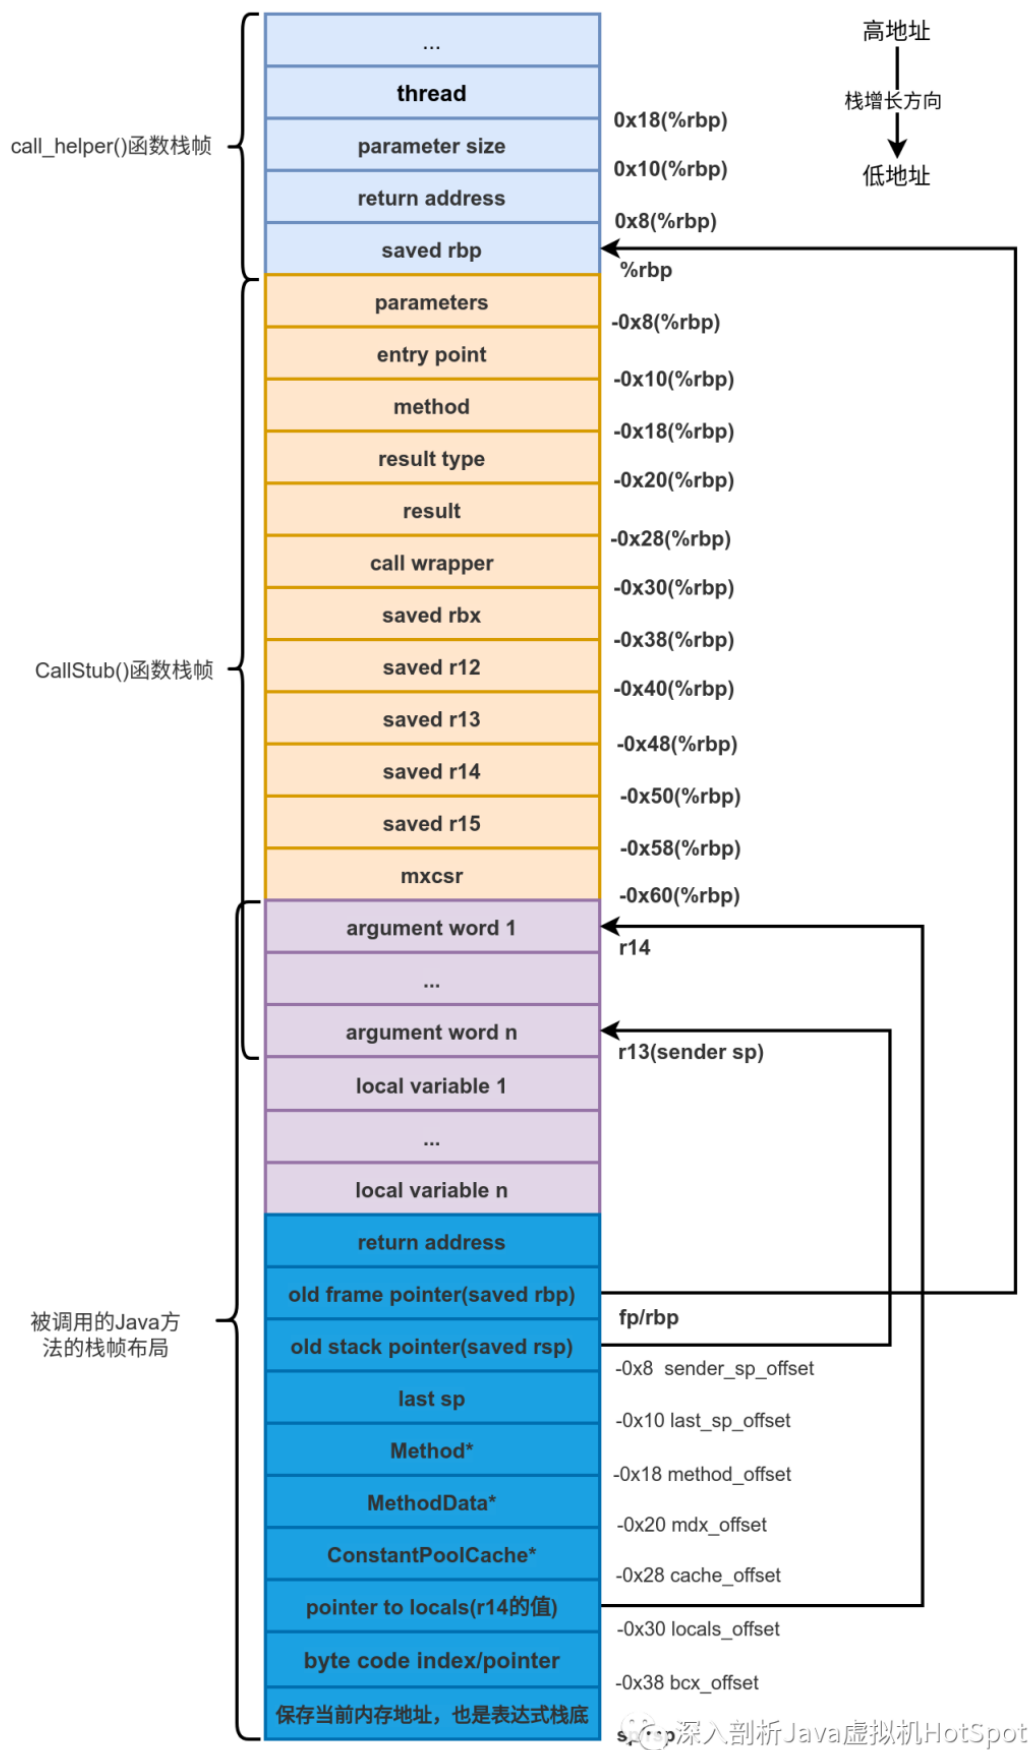 高地址
栈增长方向
低地址
call_helper()函数栈帧
...
thread
0x18(%rbp)
parameter size
0x10(%rbp)
return address
0x8(%rbp)
saved rbp
%rbp
CallStub()函数栈帧
parameters
-0x8(%rbp)
entry point
-0x10(%rbp)
method
-0x18(%rbp)
result type
-0x20(%rbp)
result
-0x28(%rbp)
call wrapper
-0x30(%rbp)
saved rbx
-0x38(%rbp)
saved r12
-0x40(%rbp)
saved r13
-0x48(%rbp)
saved r14
-0x50(%rbp)
saved r15
-0x58(%rbp)
mxcsr
-0x60(%rbp)
argument word 1
r14
...
argument word n
r13(sender sp)
local variable 1
...
local variable n
被调用的Java方
法的栈帧布局
return address
old frame pointer(saved rbp)
fp/rbp
old stack pointer(saved rsp)
-0x8 sender_sp_offset
last sp
-0x10 last_sp_offset
Method*
-0x18 method_offset
MethodData*
-0x20 mdx_offset
ConstantPoolCache*
-0x28 cache_offset
pointer to locals(r14的值)
-0x30 locals_offset
byte code index/pointer
-0x38 bcx_offset
保存当前内存地址，也是表达式栈底
深入剖析Java虚拟机HotSpot